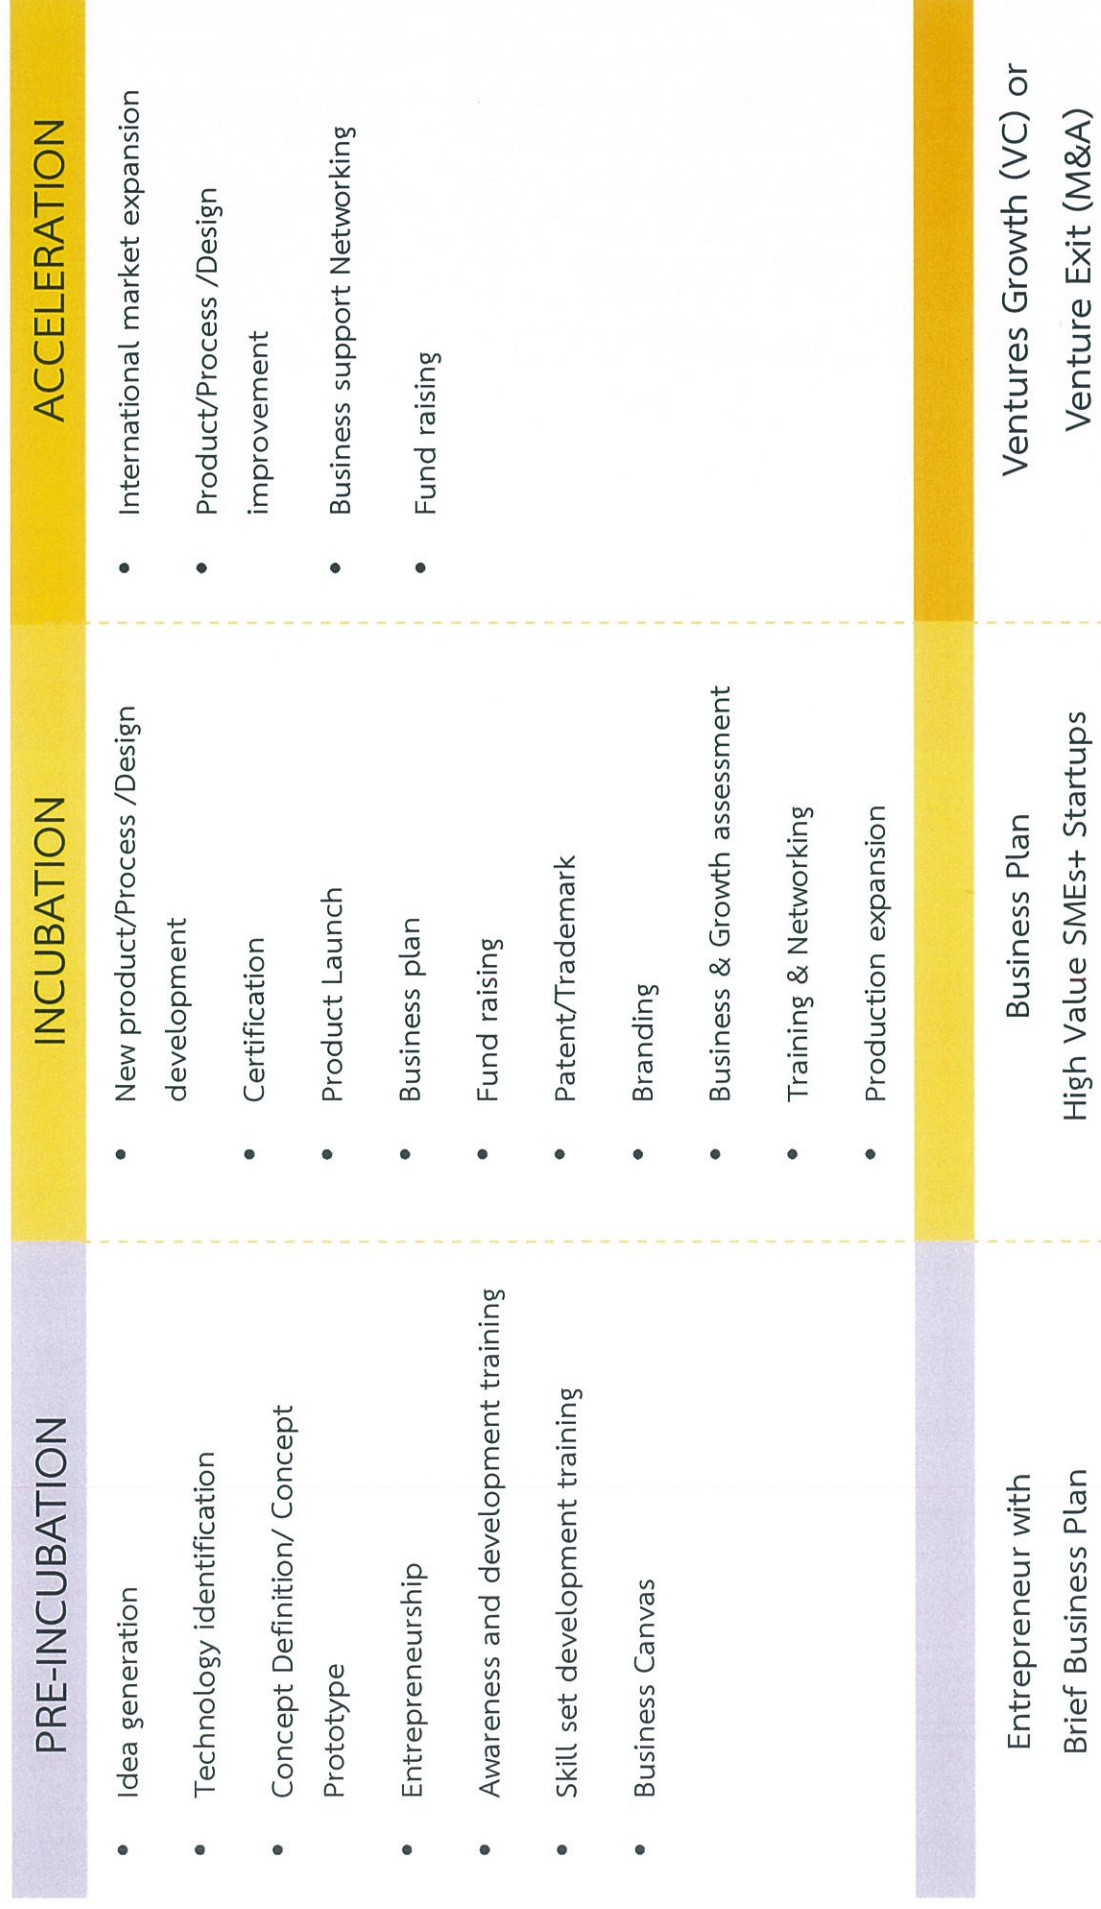 PRE-INCUBATION
• Idea generation
• Technology identification
• Concept Definition/ Concept
Prototype
• Entrepreneurship
• Awareness and development training
• Skill set development training
• Business Canvas
Entrepreneur with
Brief Business Plan
INCUBATION
• New product/Process /Design
development
• Certification
• Product Launch
• Business plan
• Fund raising
• Patent/Trademark
• Branding
• Business & Growth assessment
• Training & Networking
• Production expansion
Business Plan
High Value SMEs+ Startups
ACCELERATION
• International market expansion
• Product/Process /Design
improvement
• Business support Networking
• Fund raising
Ventures Growth (VC) or
Venture Exit (M&A)